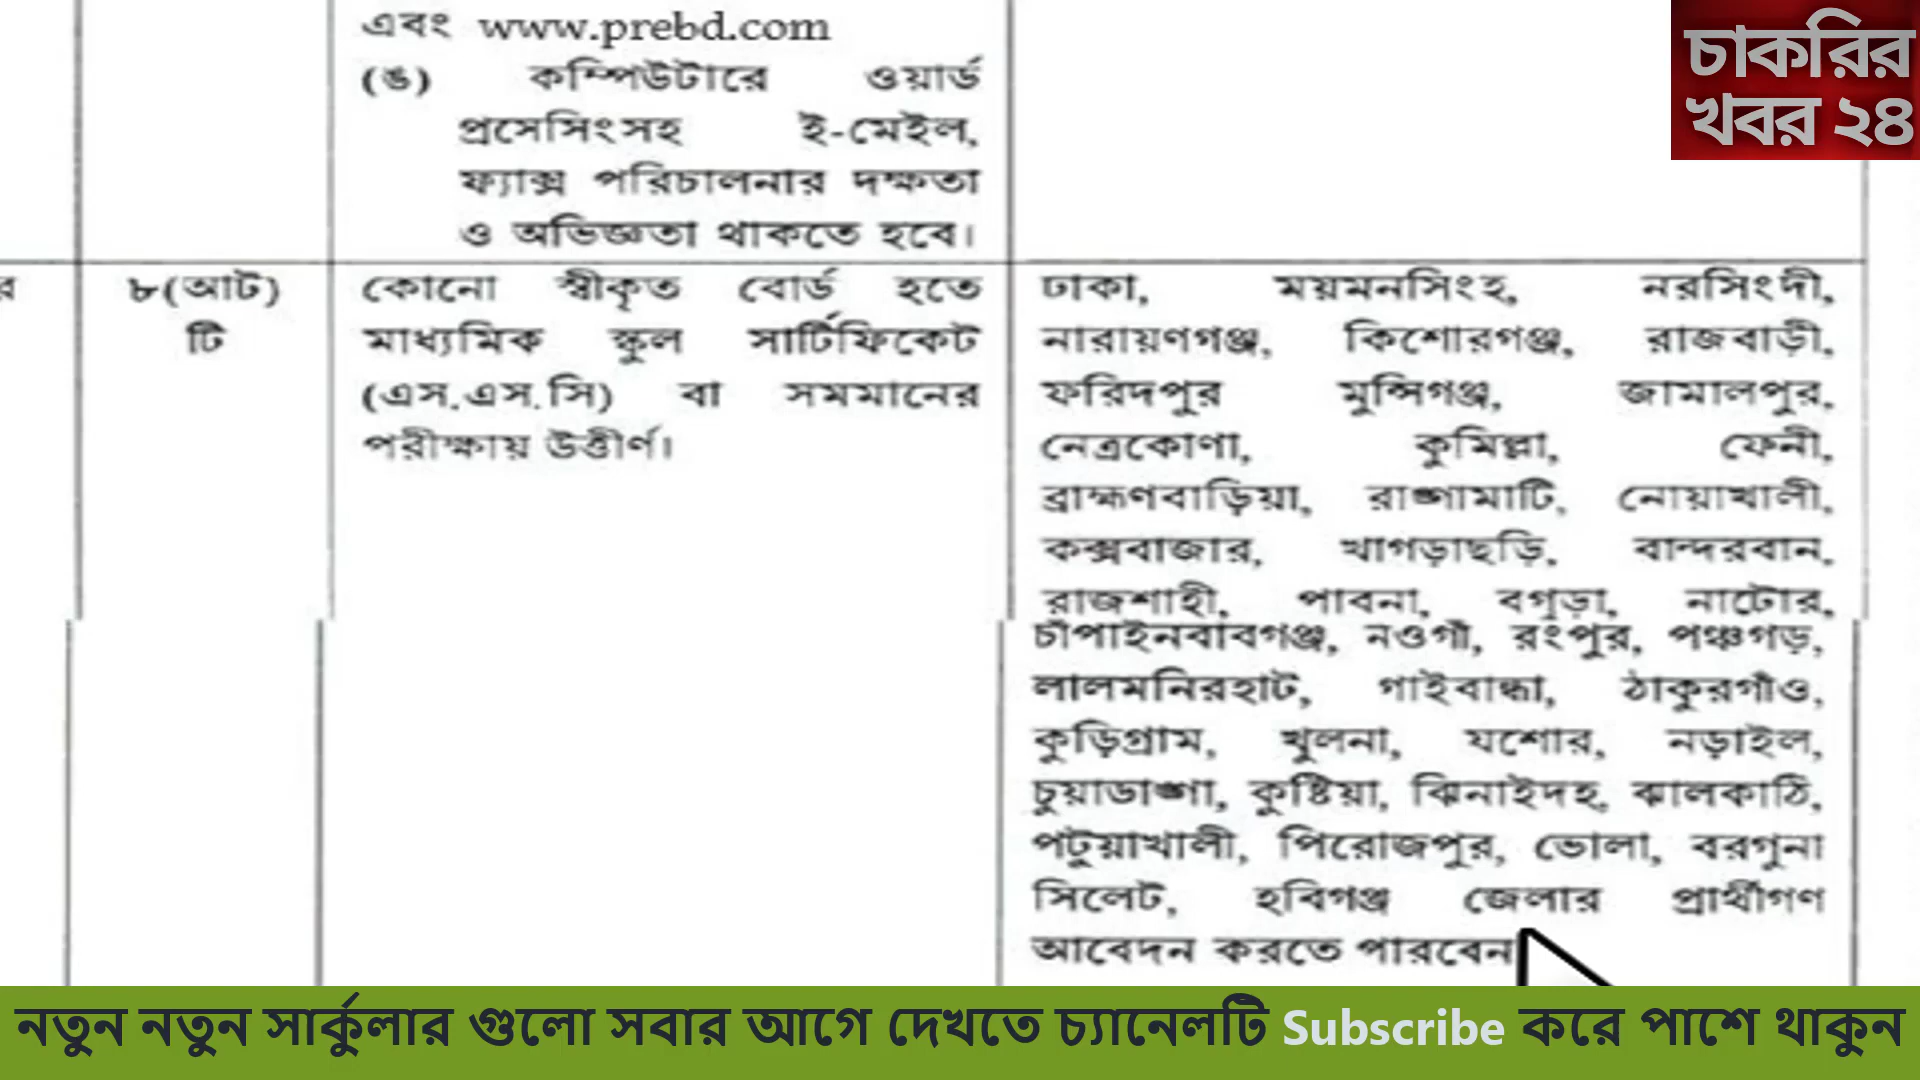 এবং www.prebd.com
(ঙ) কম্পিউটারে ওয়ার্ড
প্রসেসিংসহ ই-মেইল,
ফ্যাক্স পরিচালনার দক্ষতা
ও অভিজ্ঞতা থাকতে হবে।
চাকরির
খবর ২৪
র
৮(আট)
টি
কোনো স্বীকৃত বোর্ড হতে
মাধ্যমিক স্কুল সার্টিফিকেট
(এস.এস.সি) বা সমমানের
পরীক্ষায় উত্তীর্ণ।
ঢাকা, ময়মনসিংহ, নরসিংদী,
নারায়ণগঞ্জ, কিশোরগঞ্জ, রাজবাড়ী,
ফরিদপুর মুন্সিগঞ্জ, জামালপুর,
নেত্রকোণা, কুমিল্লা, ফেনী,
ব্রাহ্মণবাড়িয়া, রাঙ্গামাটি, নোয়াখালী,
কক্সবাজার, খাগড়াছড়ি, বান্দরবান,
রাজশাহী, পাবনা, বগুড়া, নাটোর,
চাঁপাইনবাবগঞ্জ, নওগাঁ, রংপুর, পঞ্চগড়,
লালমনিরহাট, গাইবান্ধা, ঠাকুরগাঁও,
কুড়িগ্রাম, খুলনা, যশোর, নড়াইল,
চুয়াডাঙ্গা, কুষ্টিয়া, ঝিনাইদহ, ঝালকাঠি,
পটুয়াখালী, পিরোজপুর, ভোলা, বরগুনা
সিলেট, হবিগঞ্জ জেলার প্রার্থীগণ
আবেদন করতে পারবেন
নতুন নতুন সার্কুলার গুলো সবার আগে দেখতে চ্যানেলটি Subscribe করে পাশে থাকুন